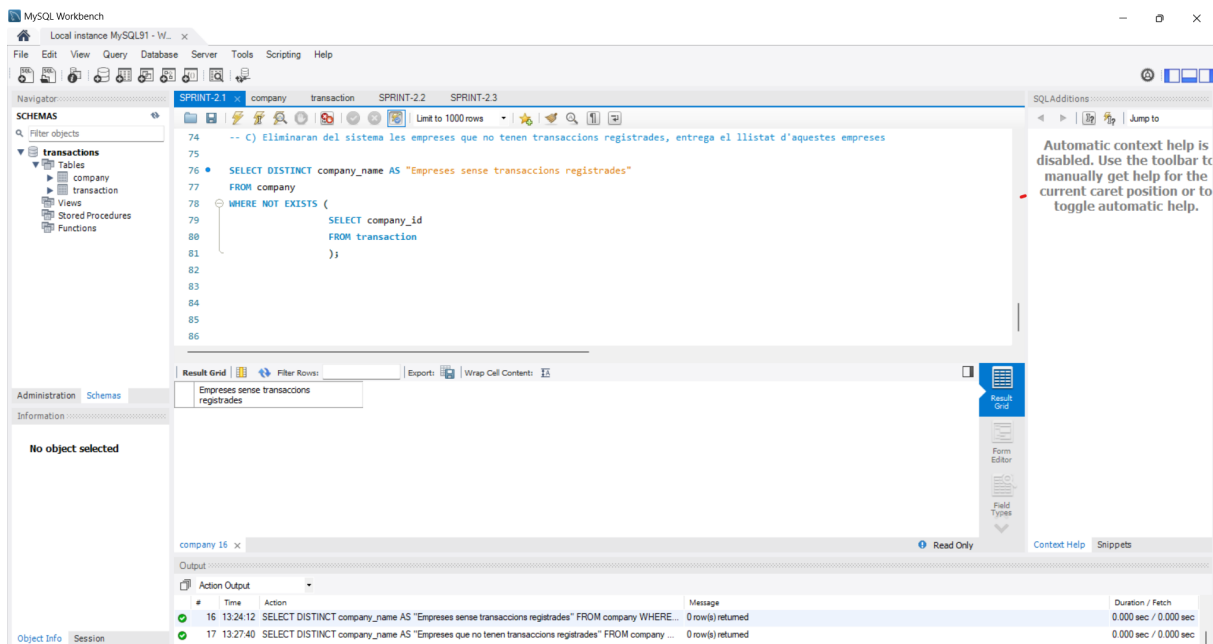 MySQL Workbench
Local instance MySQL91 - W... ×
File Edit View Query Database Server Tools Scripting Help
Navigator
SCHEMAS
Filter objects
transactions
Tables
company
transaction
Views
Stored Procedures
Functions
Administration Schemas
Information
No object selected
Object Info Session
SPRINT-2.1 × company transaction SPRINT-2.2 SPRINT-2.3
Limit to 1000 rows
74 -- C) Eliminaran del sistema les empreses que no tenen transaccions registrades, entrega el llistat d'aquestes empreses
75
76 SELECT DISTINCT company_name AS "Empreses sense transaccions registrades"
77 FROM company
78 WHERE NOT EXISTS (
79 SELECT company_id
80 FROM transaction
81 );
82
83
84
85
86
Result Grid Filter Rows: Export: Wrap Cell Content:
Empreses sense transaccions
registrades
Result
Grid
Form
Editor
Field
Types
company 16 × Read Only
Output
Action Output
# Time Action Message Duration / Fetch
16 13:24:12 SELECT DISTINCT company_name AS "Empreses sense transaccions registrades" FROM company WHERE... 0 row(s) returned 0.000 sec / 0.000 sec
17 13:27:40 SELECT DISTINCT company_name AS "Empreses que no tenen transaccions registrades" FROM company ... 0 row(s) returned 0.000 sec / 0.000 sec
SQLAdditions
Jump to
Automatic context help is
disabled. Use the toolbar to
manually get help for the
current caret position or to
toggle automatic help.
Context Help Snippets